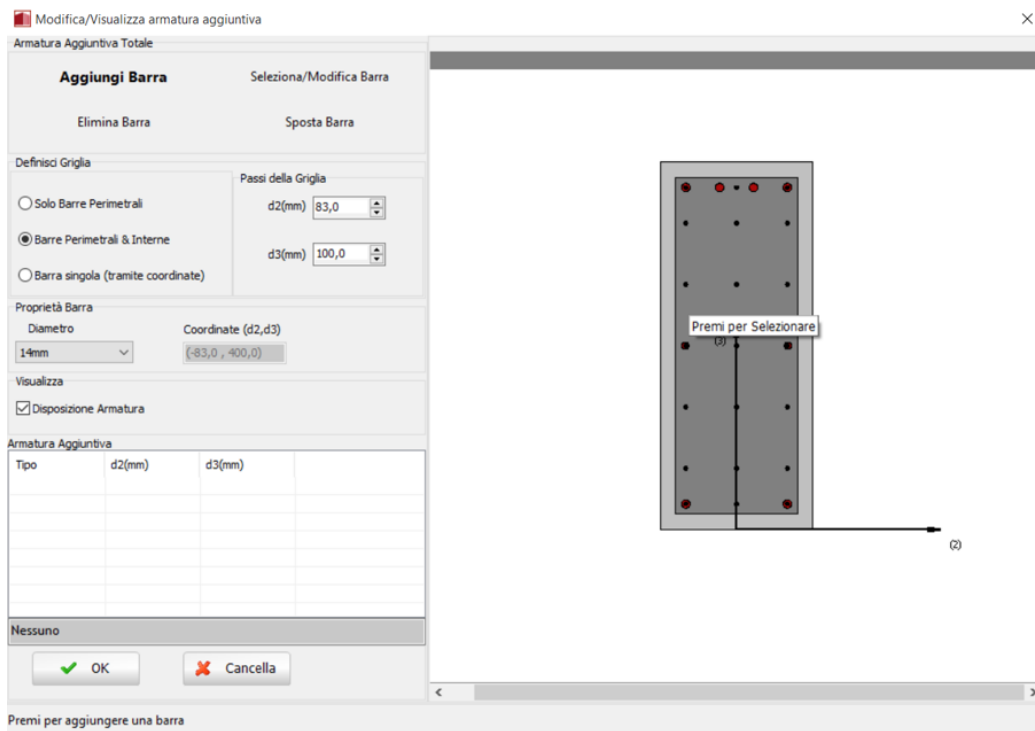 Modifica/Visualizza armatura aggiuntiva
Armatura Aggiuntiva Totale
Aggiungi Barra
Seleziona/Modifica Barra
Elimina Barra
Sposta Barra
Definisci Griglia
Passi della Griglia
Solo Barre Perimetrali
d2(mm) 83,0
Barre Perimetrali & Interne
d3(mm) 100,0
Barra singola (tramite coordinate)
Proprietà Barra
Diametro
Coordinate (d2,d3)
14mm
(-83,0 , 400,0)
Visualizza
Disposizione Armatura
Armatura Aggiuntiva
Tipo d2(mm) d3(mm)
Nessuno
OK
Cancella
Premi per aggiungere una barra
Premi per Selezionare
(3)
(2)